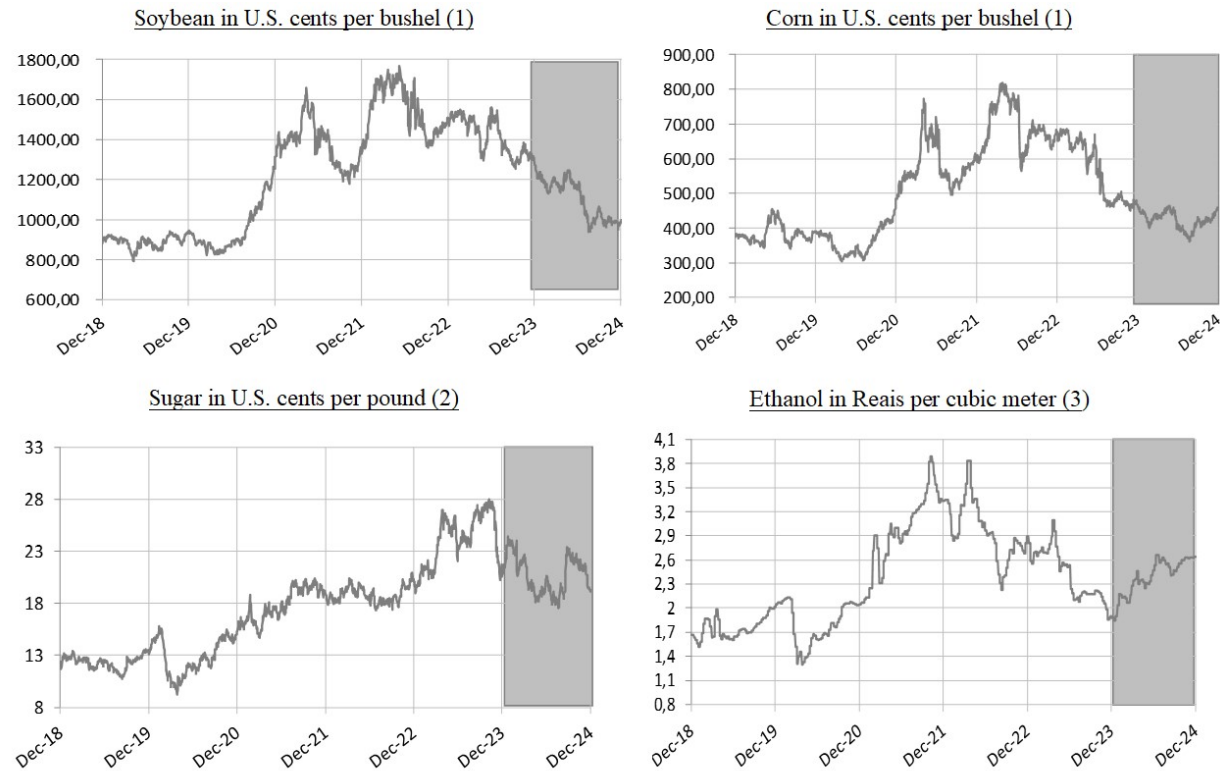 Soybean in U.S. cents per bushel (1)
1800,00
1600,00
1400,00
1200,00
1000,00
800,00
600,00
Dec-18
Dec-19
Dec-20
Dec-21
Dec-22
Dec-23
Dec-24
Corn in U.S. cents per bushel (1)
900,00
800,00
700,00
600,00
500,00
400,00
300,00
200,00
Dec-18
Dec-19
Dec-20
Dec-21
Dec-22
Dec-23
Dec-24
Sugar in U.S. cents per pound (2)
33
28
23
18
13
8
Dec-18
Dec-19
Dec-20
Dec-21
Dec-22
Dec-23
Dec-24
Ethanol in Reais per cubic meter (3)
4,1
3,8
3,5
3,2
2,9
2,6
2,3
2
1,7
1,4
1,1
0,8
Dec-18
Dec-19
Dec-20
Dec-21
Dec-22
Dec-23
Dec-24